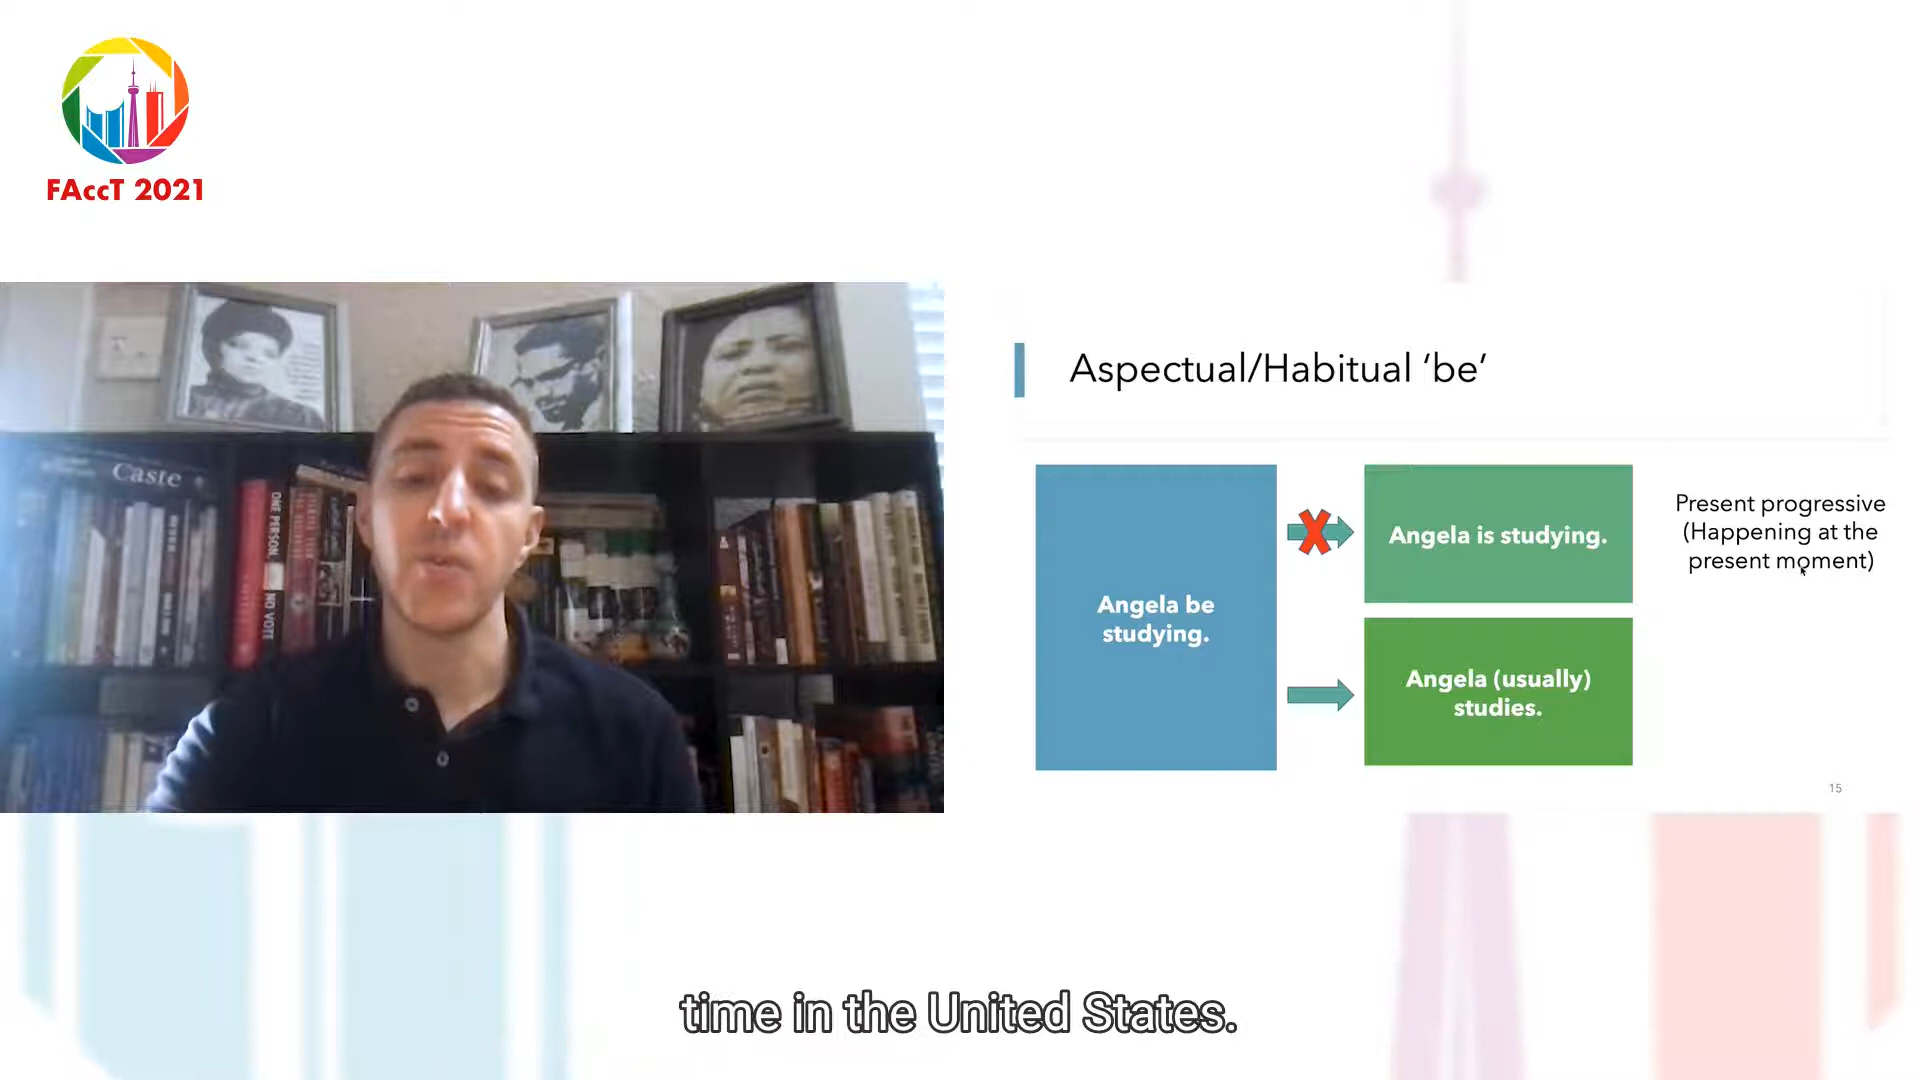 FAccT 2021
Caste
ONE PERSON,
NO VOTE
Aspectual/Habitual ‘be’
Angela be
studying.
Angela is studying.
Present progressive
(Happening at the
present moment)
Angela (usually)
studies.
15
time in the United States.